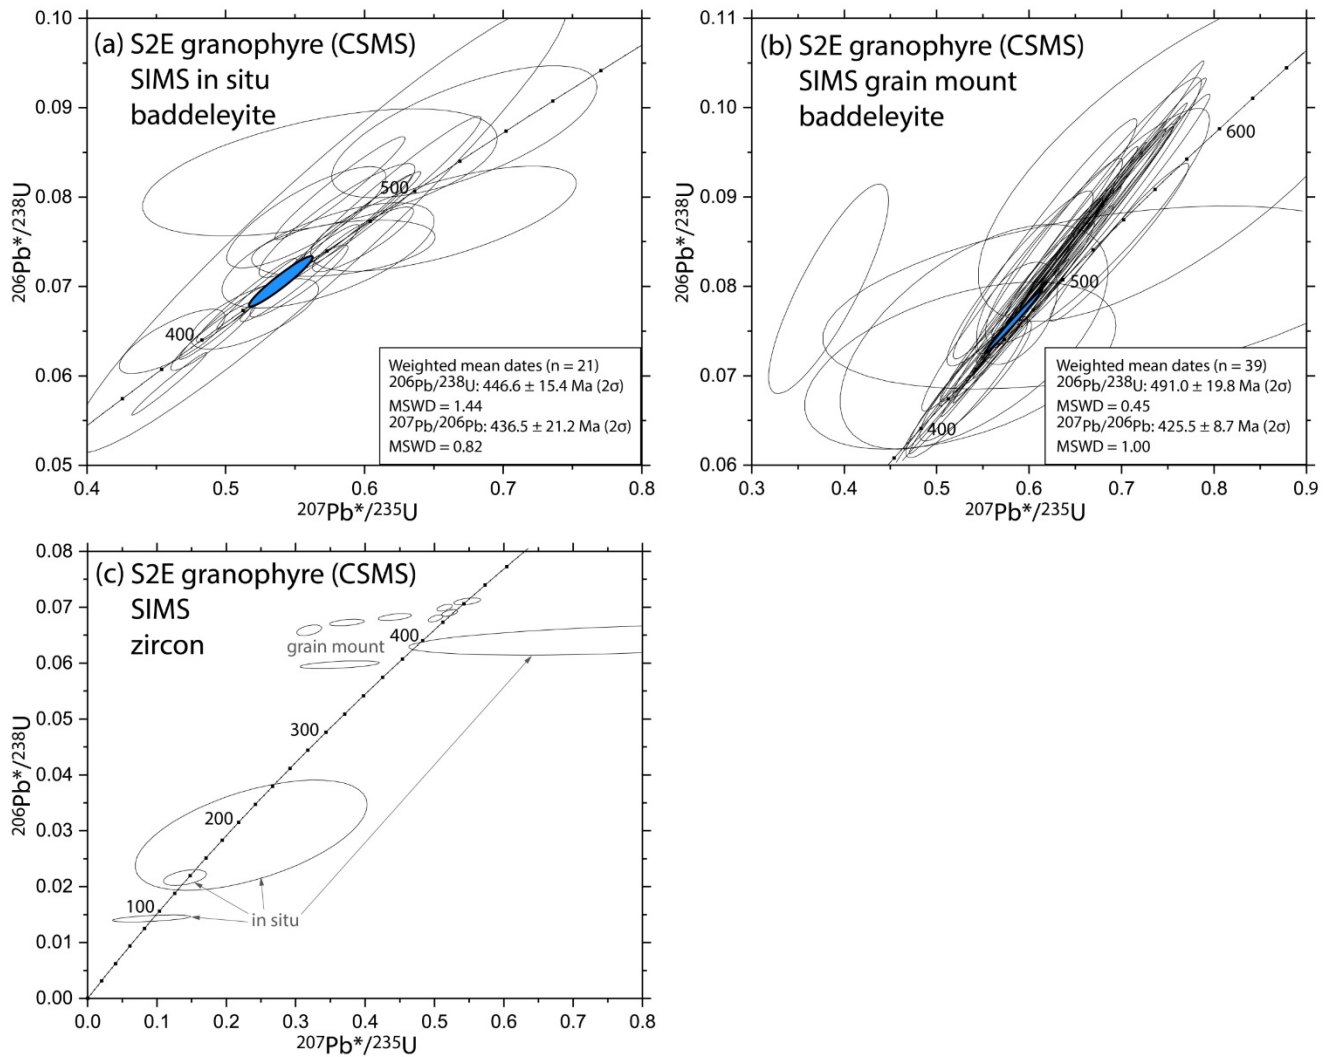 (a) S2E granophyre (CSMS)
SIMS in situ
baddeleyite
0.10
0.09
0.08
0.07
0.06
0.05
206Pb*/238U
500
400
Weighted mean dates (n = 21)
206Pb/238U: 446.6 ± 15.4 Ma (2σ)
MSWD = 1.44
207Pb/206Pb: 436.5 ± 21.2 Ma (2σ)
MSWD = 0.82
0.4 0.5 0.6 0.7 0.8
207Pb*/235U
(b) S2E granophyre (CSMS)
SIMS grain mount
baddeleyite
0.11
0.10
0.09
0.08
0.07
0.06
206Pb*/238U
600
500
400
Weighted mean dates (n = 39)
206Pb/238U: 491.0 ± 19.8 Ma (2σ)
MSWD = 0.45
207Pb/206Pb: 425.5 ± 8.7 Ma (2σ)
MSWD = 1.00
0.3 0.4 0.5 0.6 0.7 0.8 0.9
207Pb*/235U
(c) S2E granophyre (CSMS)
SIMS
zircon
0.08
0.07
0.06
0.05
0.04
0.03
0.02
0.01
0.00
206Pb*/238U
400
grain mount
300
200
100
in situ
0.0 0.1 0.2 0.3 0.4 0.5 0.6 0.7 0.8
207Pb*/235U